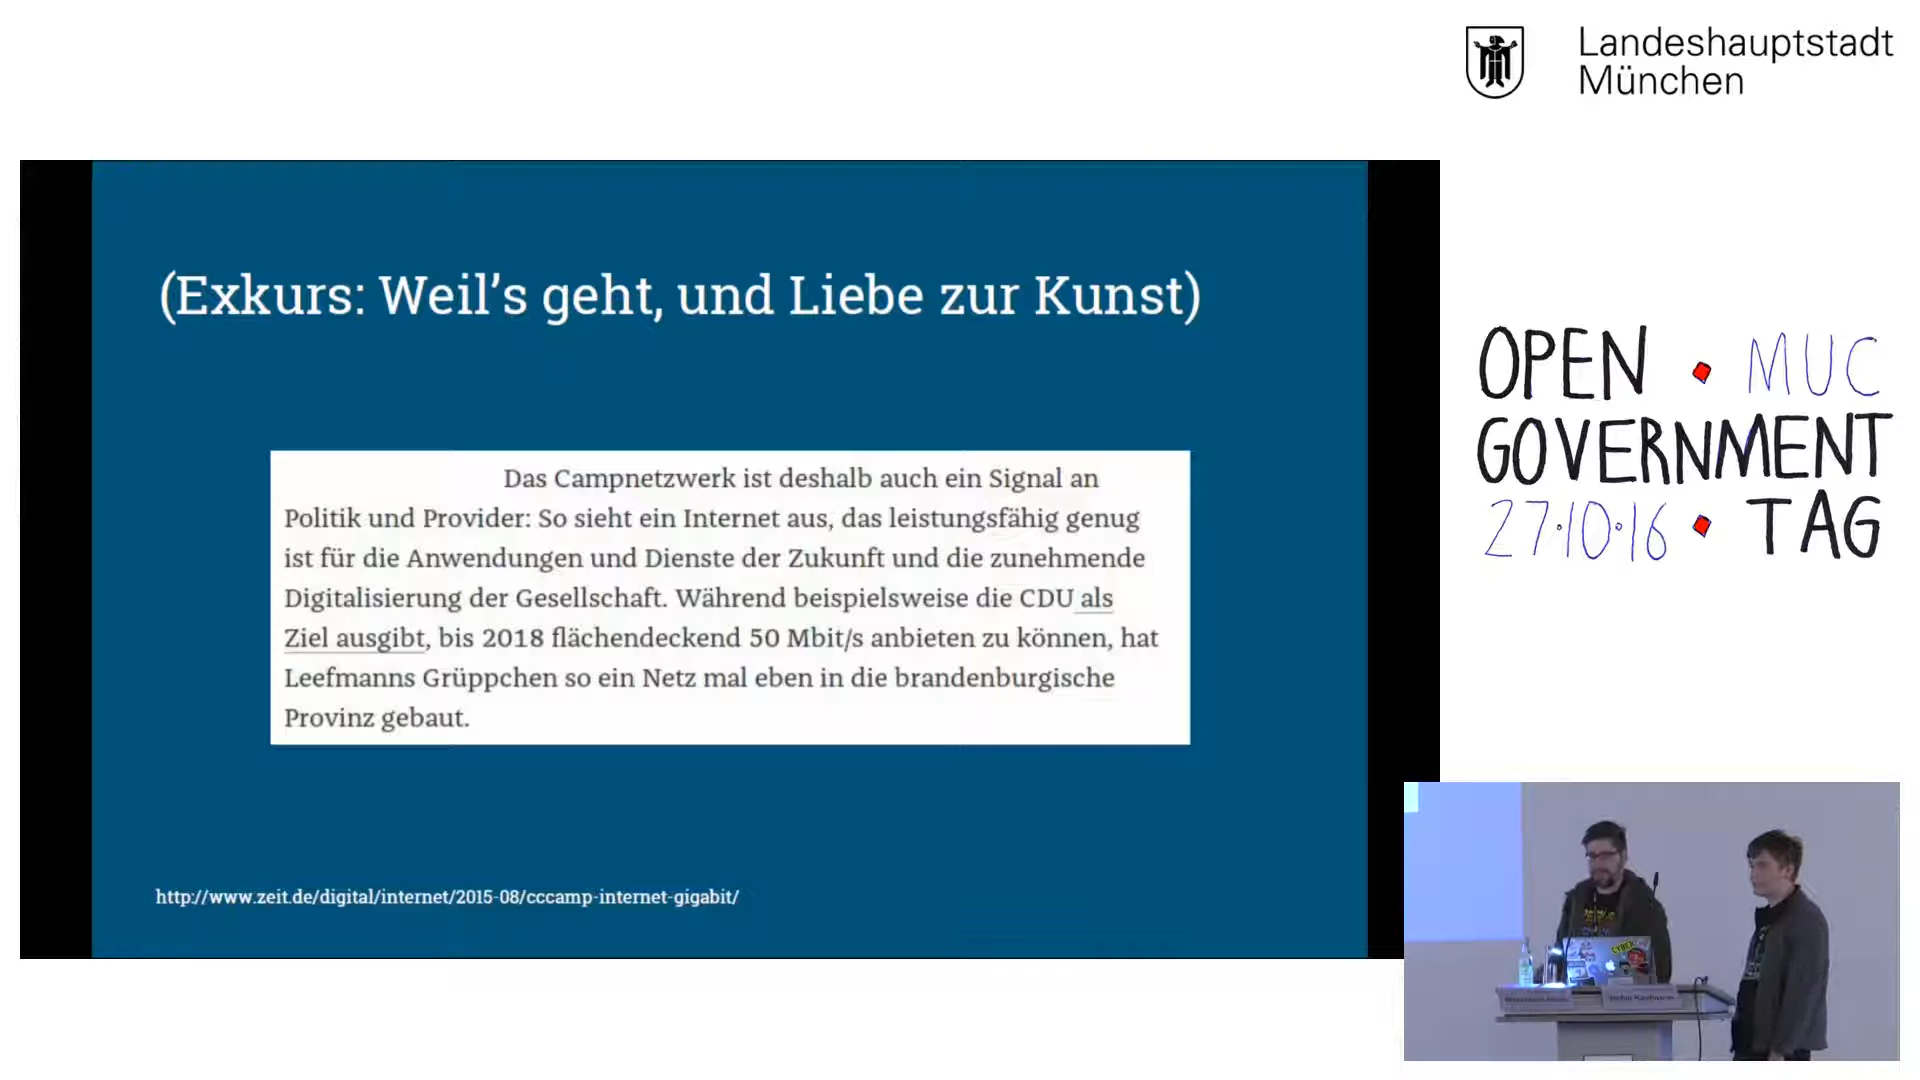 Landeshauptstadt
München
(Exkurs: Weil’s geht, und Liebe zur Kunst)
Das Campnetzwerk ist deshalb auch ein Signal an
Politik und Provider: So sieht ein Internet aus, das leistungsfähig genug
ist für die Anwendungen und Dienste der Zukunft und die zunehmende
Digitalisierung der Gesellschaft. Während beispielsweise die CDU als
Ziel ausgibt, bis 2018 flächendeckend 50 Mbit/s anbieten zu können, hat
Leefmanns Grüppchen so ein Netz mal eben in die brandenburgische
Provinz gebaut.
http://www.zeit.de/digital/internet/2015-08/cccamp-internet-gigabit/
OPEN MUC
GOVERNMENT
27·10·16 TAG
CYBER
Stefan Kaufmann